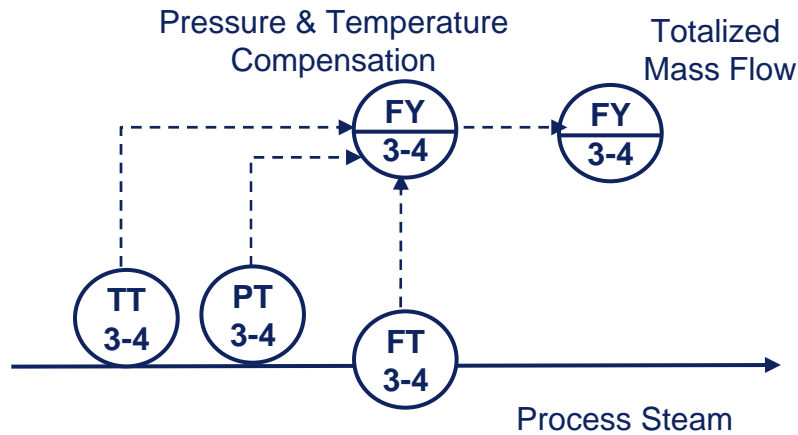 Pressure & Temperature
Compensation
Totalized
Mass Flow
FY
3-4
FY
3-4
TT
3-4
PT
3-4
FT
3-4
Process Steam